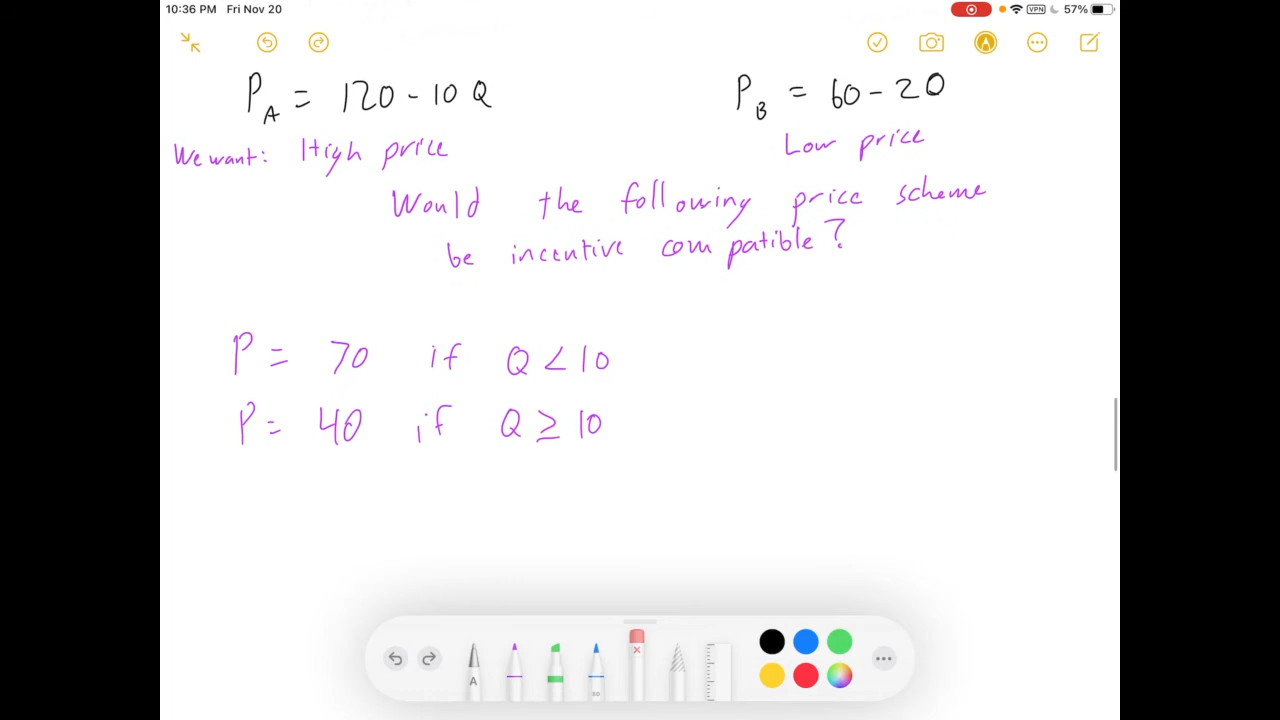 10:36 PM Fri Nov 20 VPN 57%
P_A = 120 - 10 Q
P_B = 60 - 20
We want: High price
Low price
Would the following price scheme
be incentive compatible?
P = 70 if Q < 10
P = 40 if Q ≥ 10
A